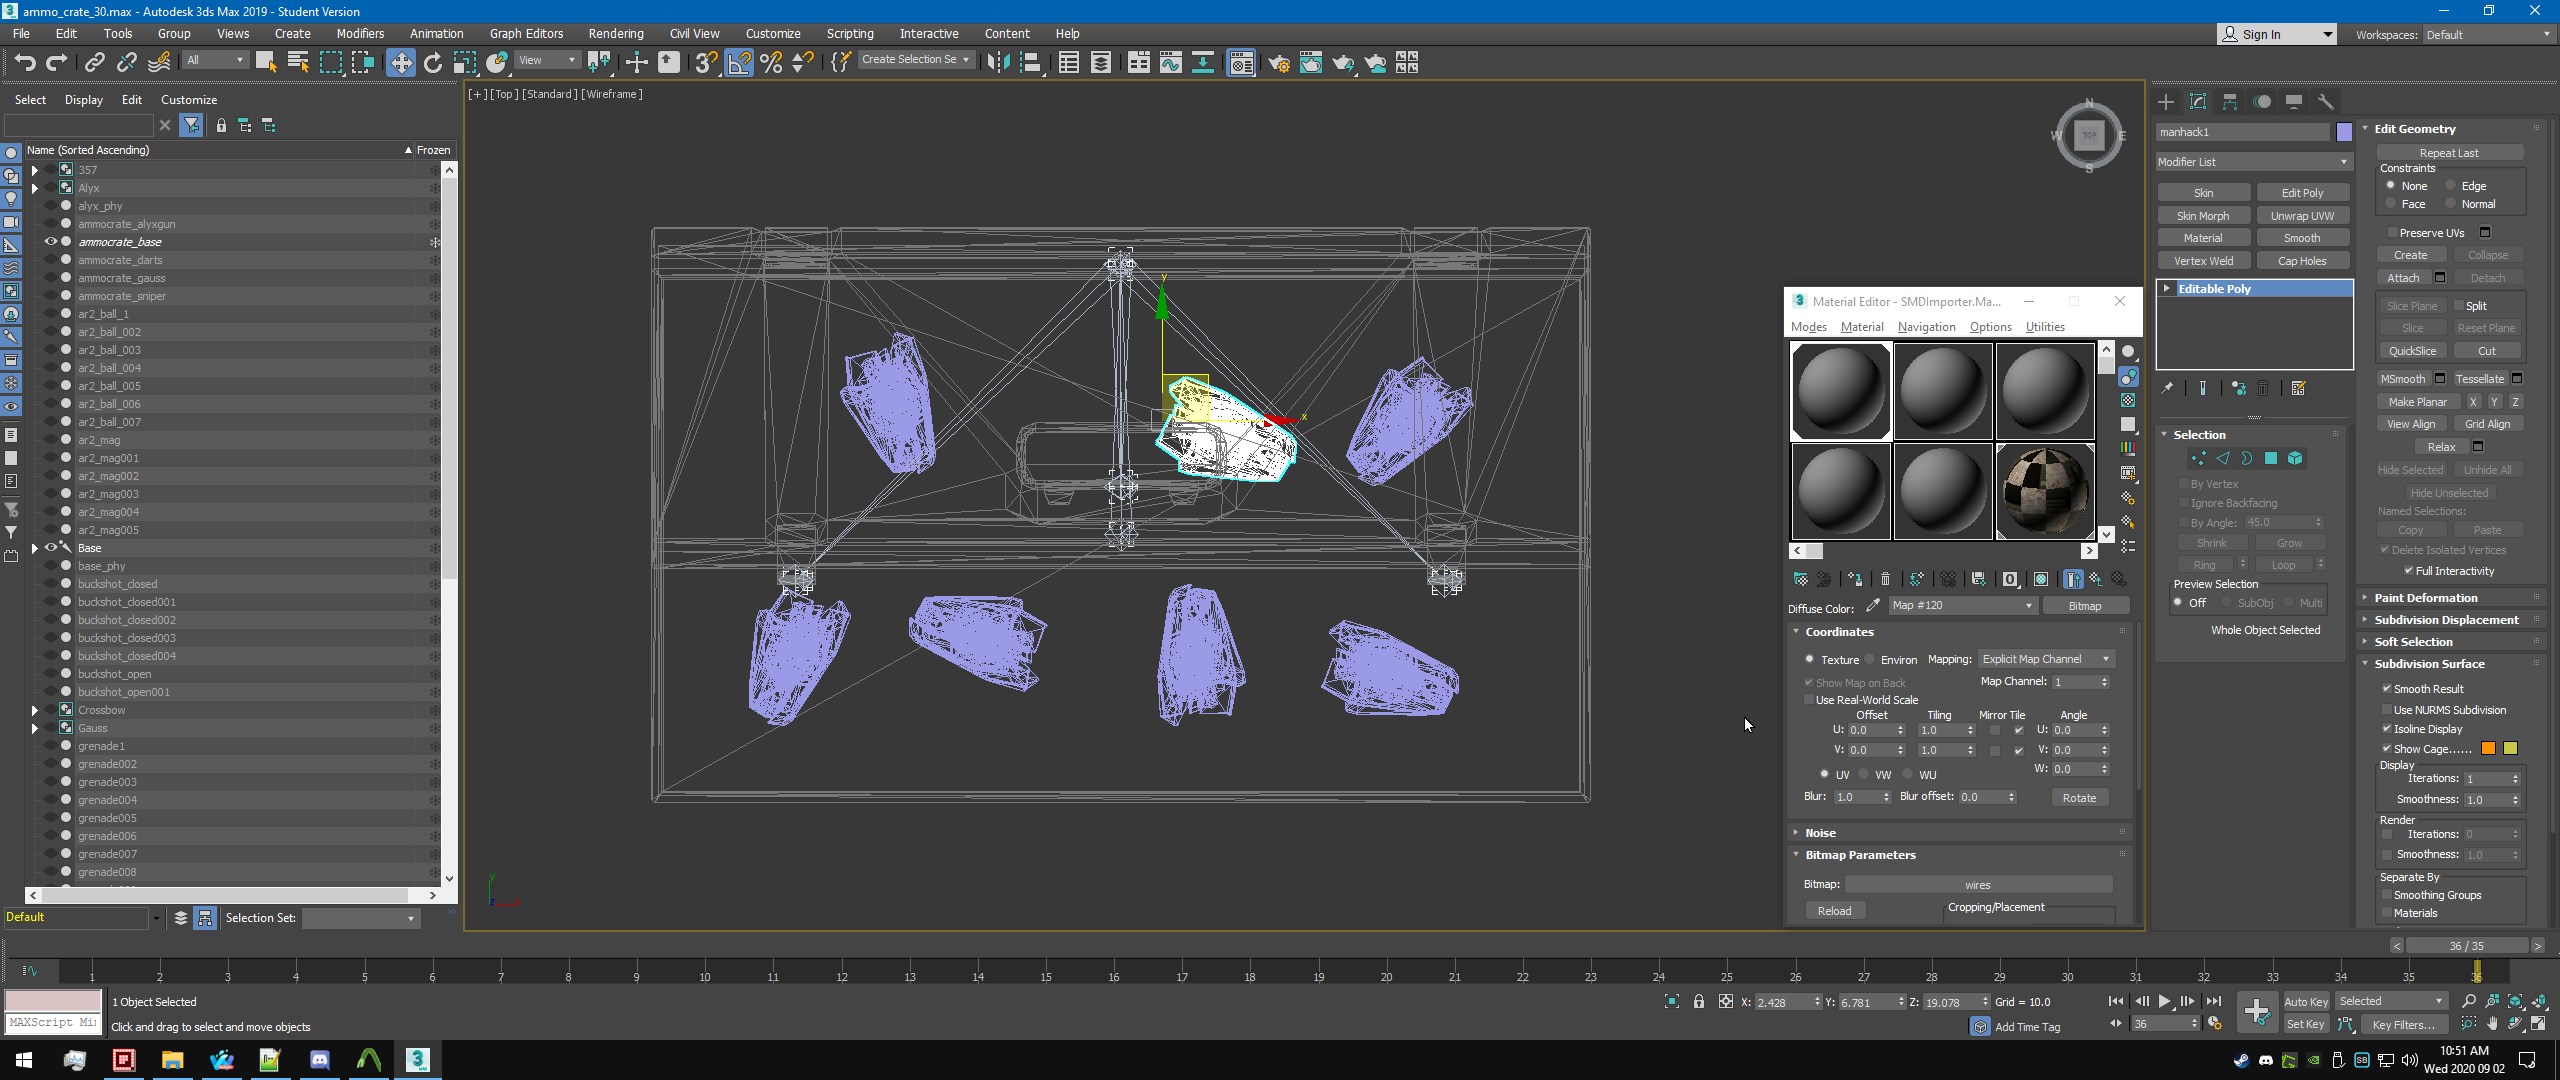 ammo_crate_30.max - Autodesk 3ds Max 2019 - Student Version
File Edit Tools Group Views Create Modifiers Animation Graph Editors Rendering Civil View Customize Scripting Interactive Content Help
Sign In
Workspaces: Default
All
View
Create Selection Se
Select Display Edit Customize
Name (Sorted Ascending)
Frozen
357
Alyx
alyx_phy
ammocrate_alyxgun
ammocrate_base
ammocrate_darts
ammocrate_gauss
ammocrate_sniper
ar2_ball_1
ar2_ball_002
ar2_ball_003
ar2_ball_004
ar2_ball_005
ar2_ball_006
ar2_ball_007
ar2_mag
ar2_mag001
ar2_mag002
ar2_mag003
ar2_mag004
ar2_mag005
Base
base_phy
buckshot_closed
buckshot_closed001
buckshot_closed002
buckshot_closed003
buckshot_closed004
buckshot_open
buckshot_open001
Crossbow
Gauss
grenade1
grenade002
grenade003
grenade004
grenade005
grenade006
grenade007
grenade008
Default
Selection Set:
[+] [Top] [Standard] [Wireframe]
N
W TOP E
S
y
x
Material Editor - SMDImporter.Ma...
Modes Material Navigation Options Utilities
Diffuse Color: Map #120 Bitmap
Coordinates
Texture Environ Mapping: Explicit Map Channel
Show Map on Back Map Channel: 1
Use Real-World Scale
Offset Tiling Mirror Tile Angle
U: 0.0 1.0 U: 0.0
V: 0.0 1.0 V: 0.0
W: 0.0
UV VW WU
Blur: 1.0 Blur offset: 0.0 Rotate
Noise
Bitmap Parameters
Bitmap: wires
Reload
Cropping/Placement
manhack1
Modifier List
Skin Edit Poly
Skin Morph Unwrap UVW
Material Smooth
Vertex Weld Cap Holes
Editable Poly
Selection
By Vertex
Ignore Backfacing
By Angle: 45.0
Shrink Grow
Ring Loop
Preview Selection
Off SubObj Multi
Whole Object Selected
Edit Geometry
Repeat Last
Constraints
None Edge
Face Normal
Preserve UVs
Create Collapse
Attach Detach
Slice Plane Split
Slice Reset Plane
QuickSlice Cut
MSmooth Tessellate
Make Planar X Y Z
View Align Grid Align
Relax
Hide Selected Unhide All
Hide Unselected
Named Selections:
Copy Paste
Delete Isolated Vertices
Full Interactivity
Paint Deformation
Subdivision Displacement
Soft Selection
Subdivision Surface
Smooth Result
Use NURMS Subdivision
Isoline Display
Show Cage......
Display
Iterations: 1
Smoothness: 1.0
Render
Iterations: 0
Smoothness: 1.0
Separate By
Smoothing Groups
Materials
36 / 35
1 2 3 4 5 6 7 8 9 10 11 12 13 14 15 16 17 18 19 20 21 22 23 24 25 26 27 28 29 30 31 32 33 34 35 36
1 Object Selected
MAXScript Mi
Click and drag to select and move objects
X: 2.428 Y: 6.781 Z: 19.078 Grid = 10.0
Add Time Tag
36
Auto Key Selected
Set Key Key Filters...
10:51 AM
Wed 2020 09 02